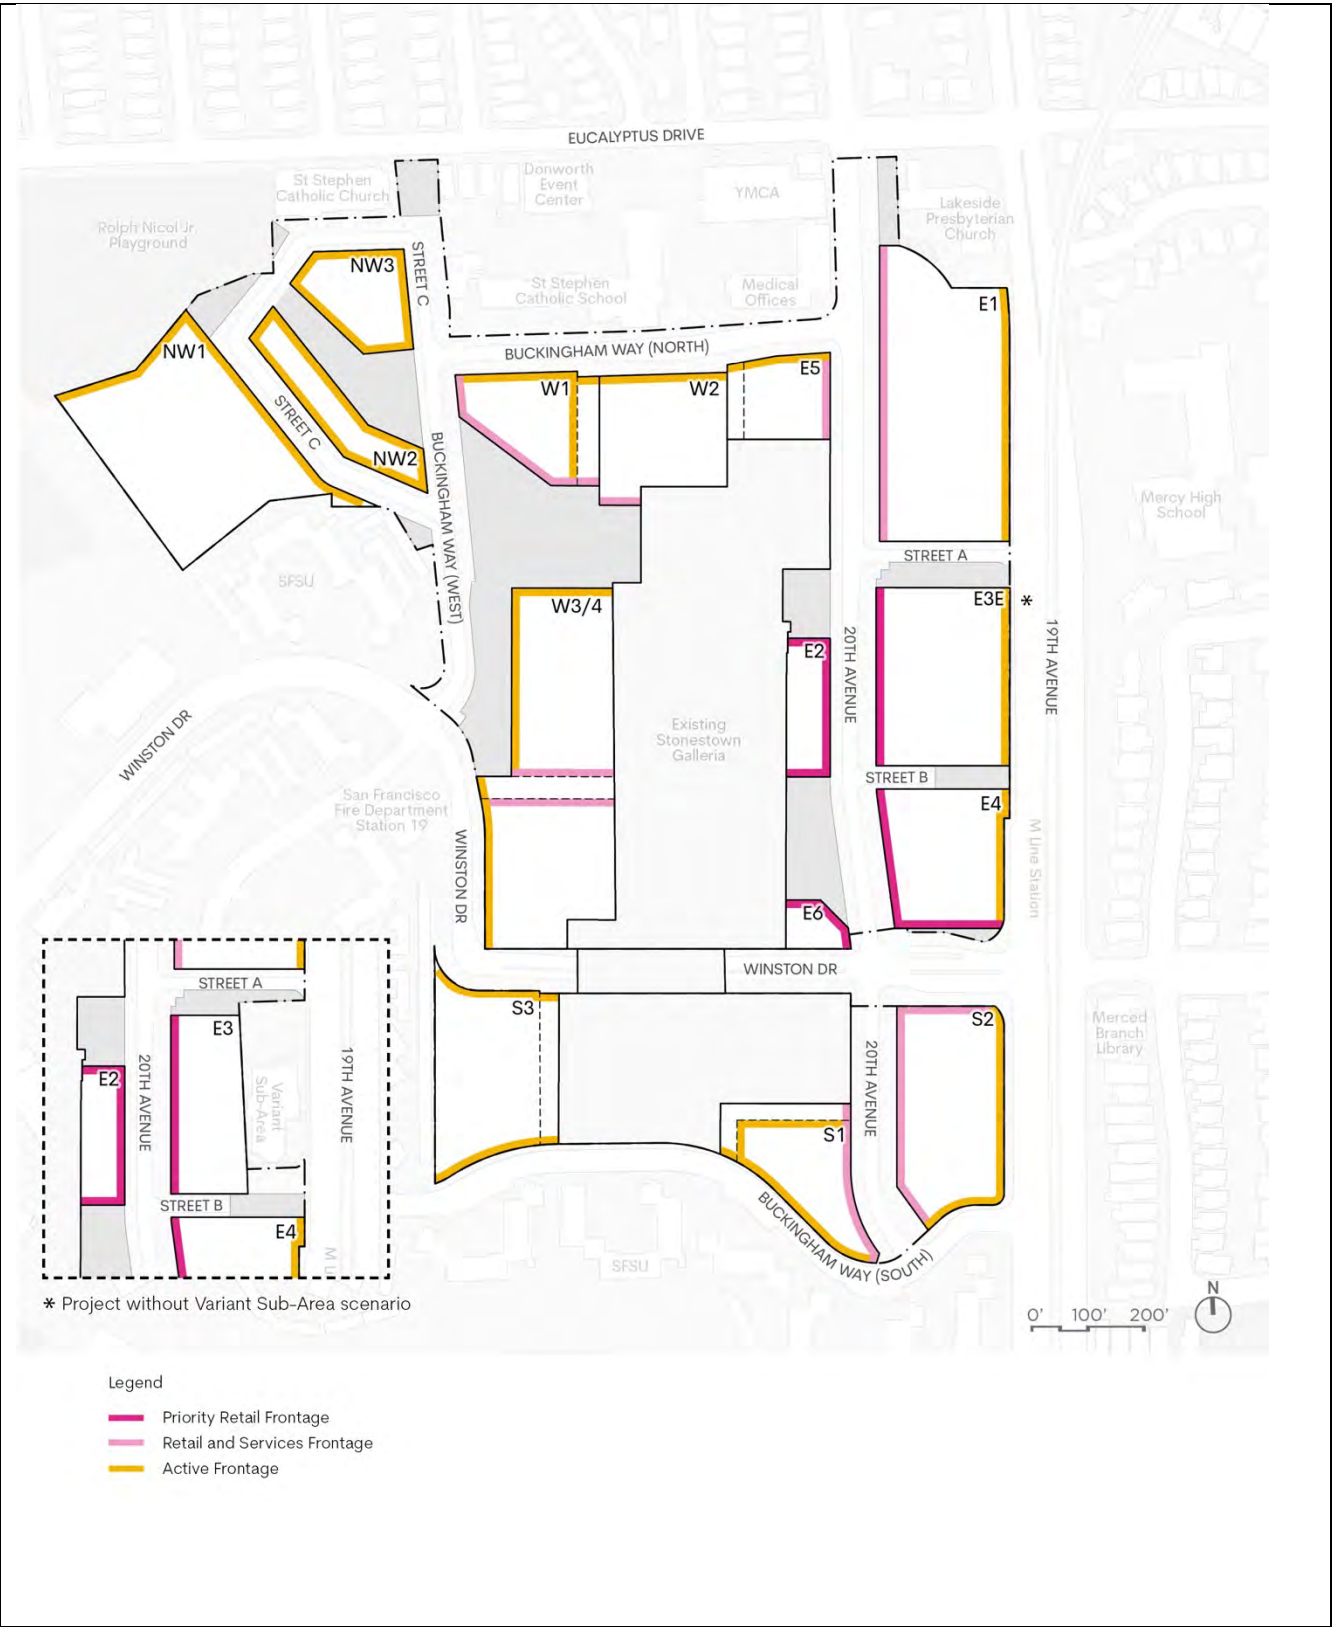 EUCALYPTUS DRIVE
St Stephen
Catholic Church
Donworth
Event
Center
YMCA
Lakeside
Presbyterian
Church
Rolph Nicol Jr
Playground
STREET C
NW3
St Stephen
Catholic School
Medical
Offices
E1
NW1
BUCKINGHAM WAY (NORTH)
W1
W2
E5
STREET C
NW2
BUCKINGHAM WAY (WEST)
Mercy High
School
STREET A
SFSU
W3/4
E3E
*
E2
20TH AVENUE
19TH AVENUE
Existing
Stonestown
Galleria
WINSTON DR
STREET B
San Francisco
Fire Department
Station 19
E4
WINSTON DR
M Line Station
E6
WINSTON DR
S3
S2
Merced
Branch
Library
20TH AVENUE
S1
BUCKINGHAM WAY (SOUTH)
SFSU
STREET A
E3
E2
20TH AVENUE
Variant
Sub-Area
19TH AVENUE
STREET B
E4
M Li
* Project without Variant Sub-Area scenario
N
0' 100' 200'
Legend
Priority Retail Frontage
Retail and Services Frontage
Active Frontage